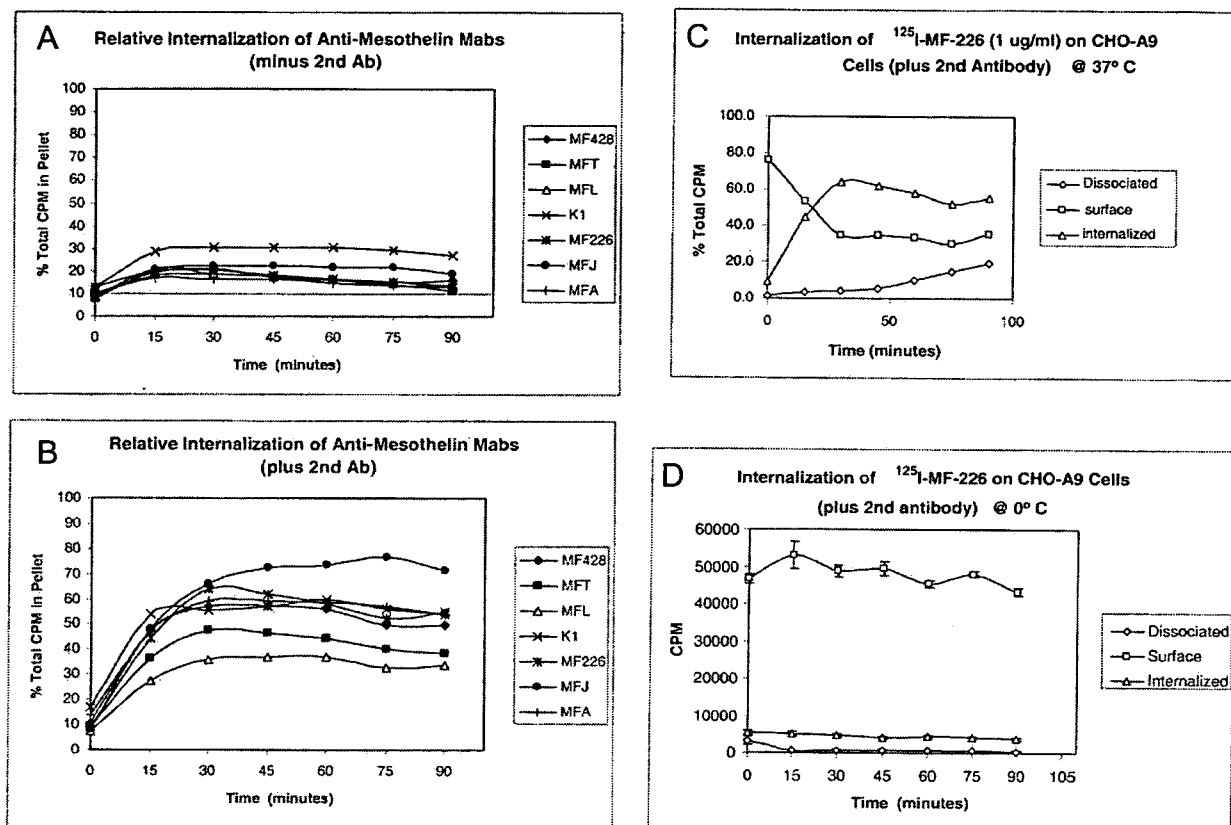 A
Relative Internalization of Anti-Mesothelin Mabs
(minus 2nd Ab)
% Total CPM in Pellet
100
90
80
70
60
50
40
30
20
10
0
0 15 30 45 60 75 90
Time (minutes)
MF428
MFT
MFL
K1
MF226
MFJ
MFA
C
Internalization of 125I-MF-226 (1 ug/ml) on CHO-A9
Cells (plus 2nd Antibody) @ 37° C
% Total CPM
100.0
80.0
60.0
40.0
20.0
0.0
0 50 100
Time (minutes)
Dissociated
surface
internalized
B
Relative Internalization of Anti-Mesothelin Mabs
(plus 2nd Ab)
% Total CPM in Pellet
100
90
80
70
60
50
40
30
20
10
0
0 15 30 45 60 75 90
Time (minutes)
MF428
MFT
MFL
K1
MF226
MFJ
MFA
D
Internalization of 125I-MF-226 on CHO-A9 Cells
(plus 2nd antibody) @ 0° C
CPM
60000
50000
40000
30000
20000
10000
0
0 15 30 45 60 75 90 105
Time (minutes)
Dissociated
Surface
Internalized